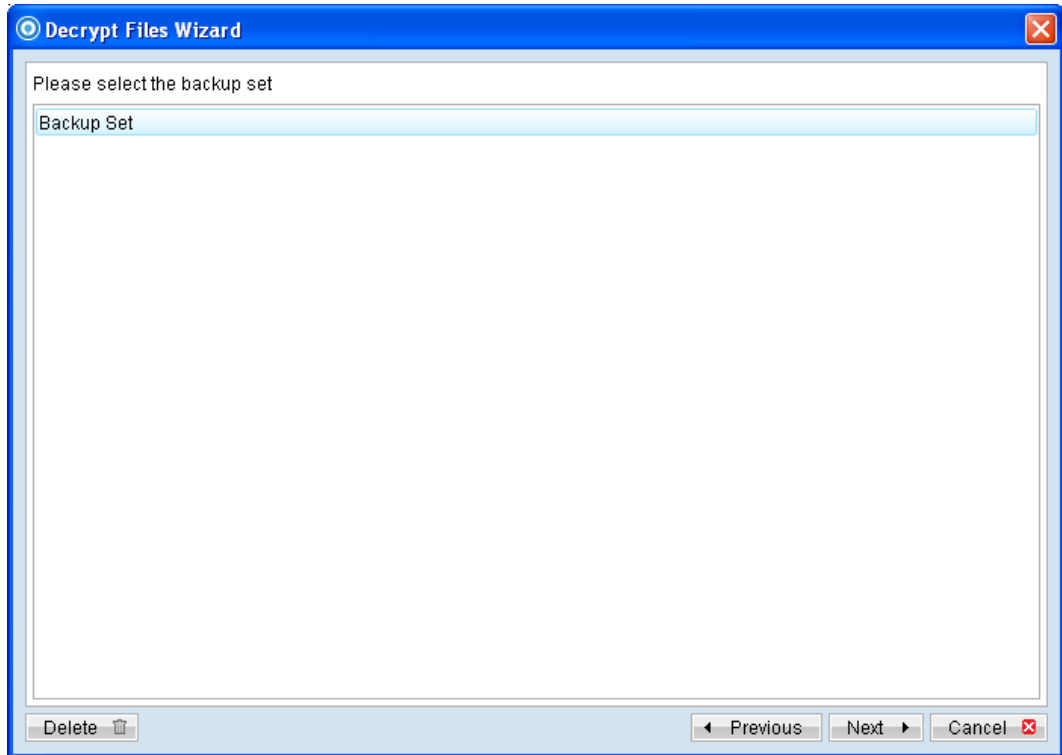 Decrypt Files Wizard
Please select the backup set
Backup Set
Delete
Previous
Next
Cancel